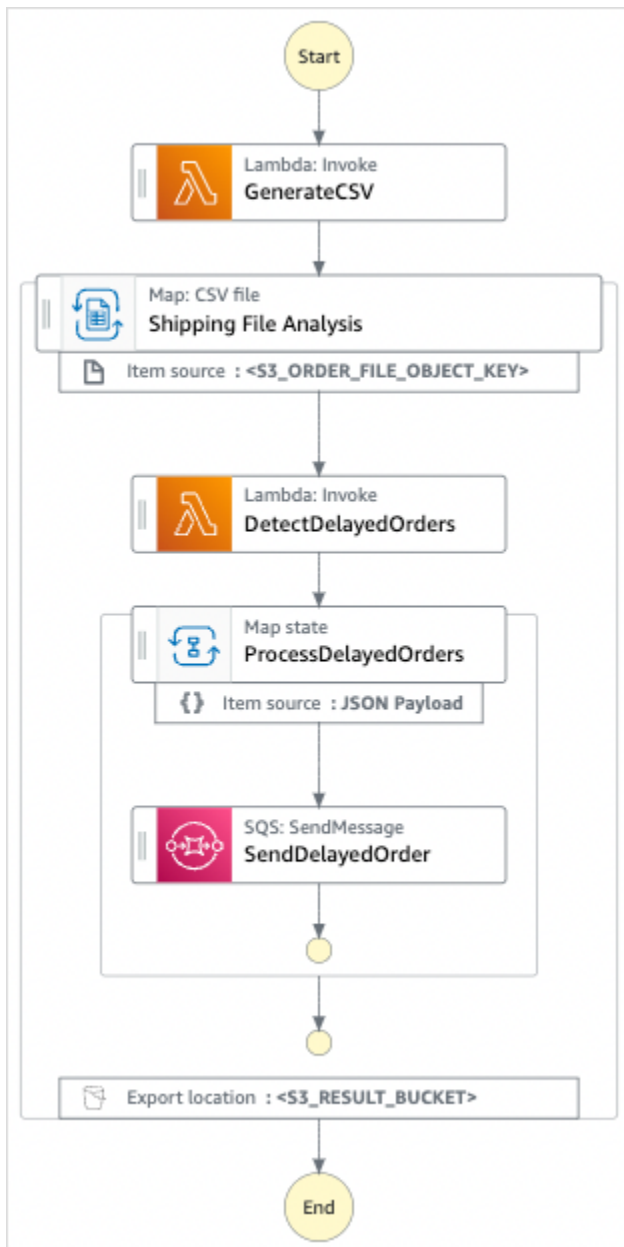 Start
Lambda: Invoke
GenerateCSV
Map: CSV file
Shipping File Analysis
Item source : <S3_ORDER_FILE_OBJECT_KEY>
Lambda: Invoke
DetectDelayedOrders
Map state
ProcessDelayedOrders
{} Item source : JSON Payload
SQS: SendMessage
SendDelayedOrder
Export location : <S3_RESULT_BUCKET>
End